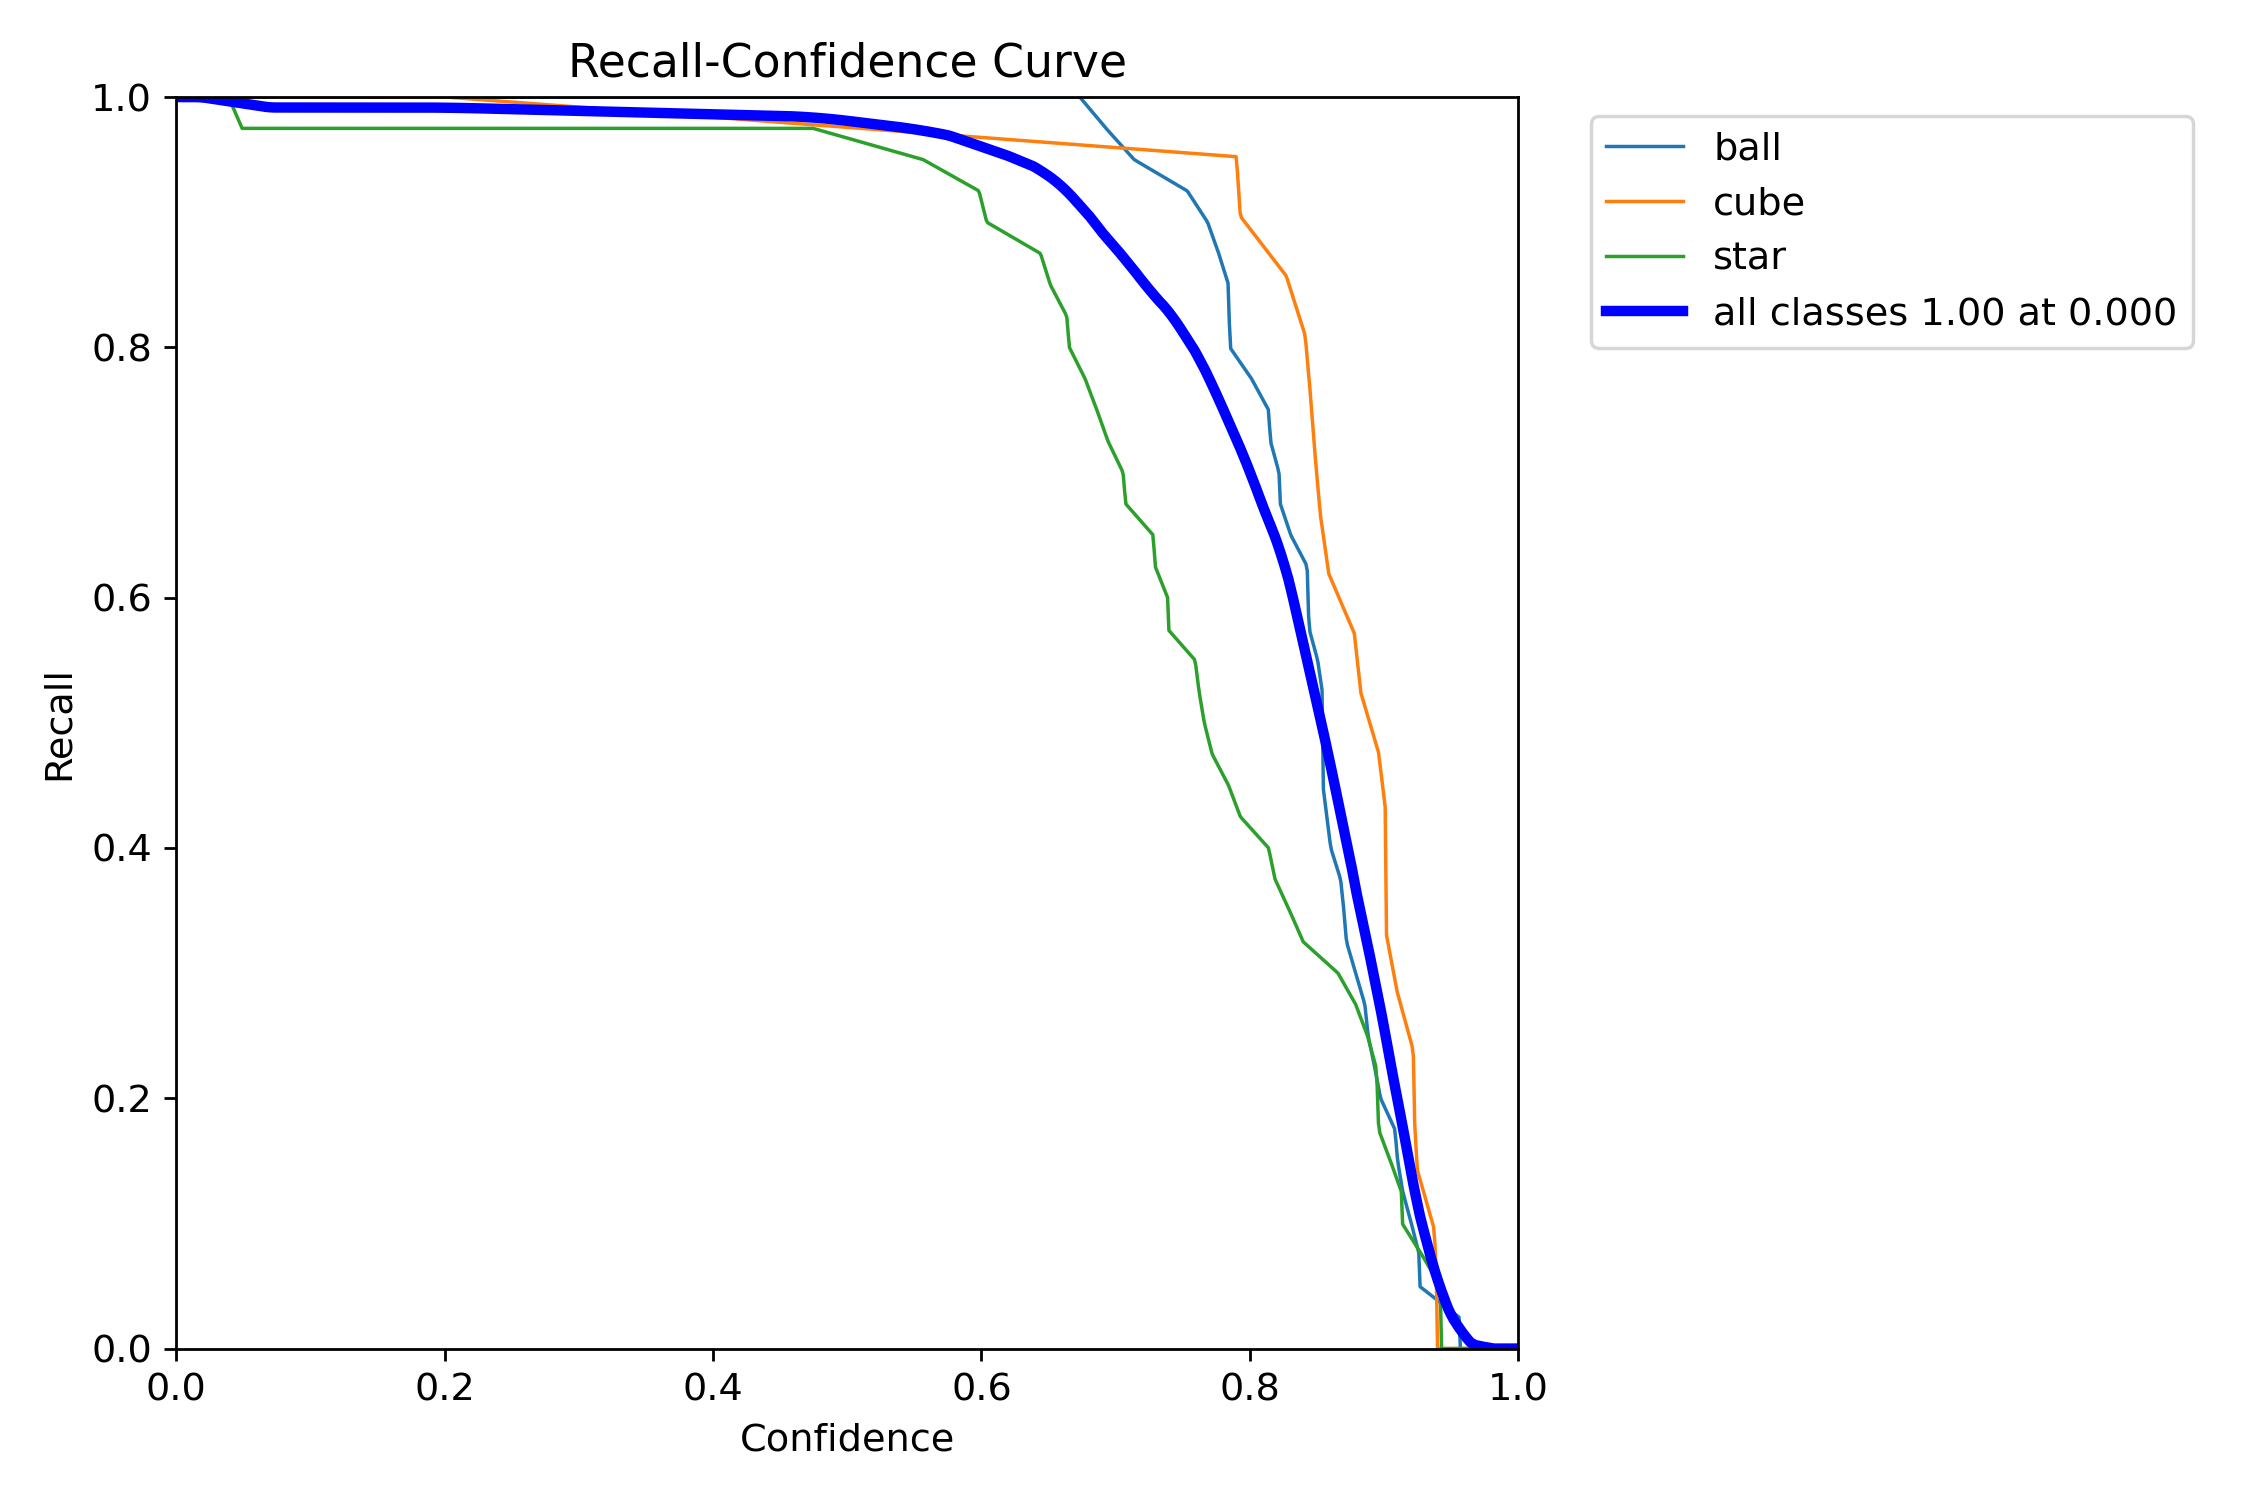 Recall-Confidence Curve
1.0
0.8
0.6
0.4
0.2
0.0
Recall
0.0 0.2 0.4 0.6 0.8 1.0
Confidence
ball
cube
star
all classes 1.00 at 0.000